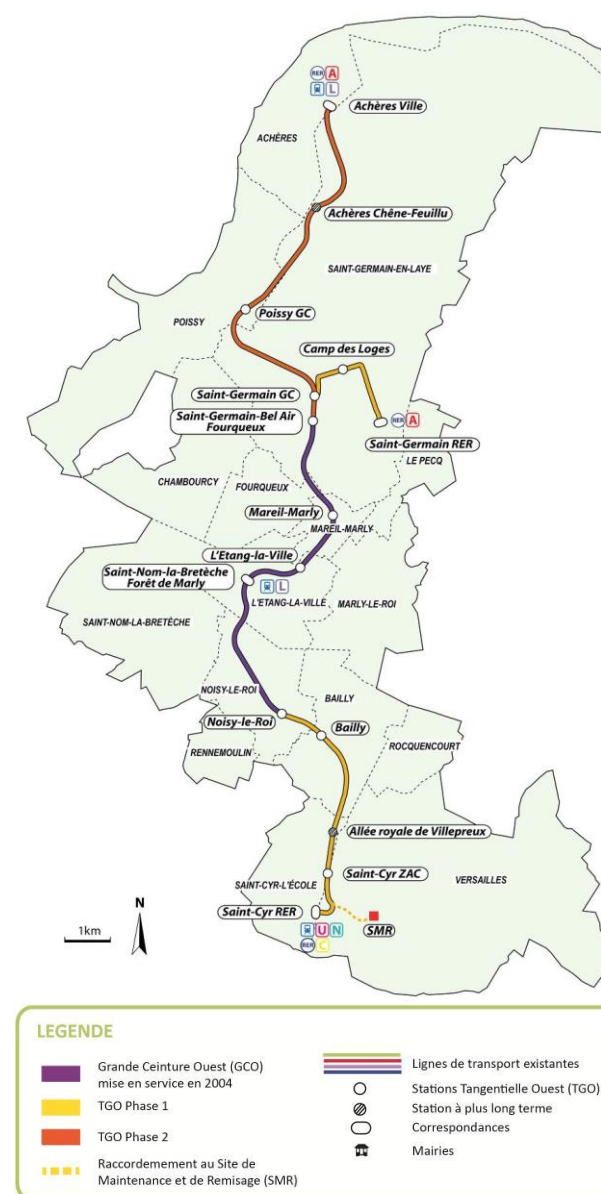 RER A
L
Achères Ville
ACHÈRES
Achères Chêne-Feuillu
SAINT-GERMAIN-EN-LAYE
Poissy GC
POISSY
Camp des Loges
Saint-Germain GC
Saint-Germain-Bel Air
Fourqueux
RER A
Saint-Germain RER
LE PECQ
CHAMBOURCY
FOURQUEUX
Mareil-Marly
MAREIL-MARLY
L'Etang-la-Ville
Saint-Nom-la-Bretèche
Forêt de Marly
L
L'ETANG-LA-VILLE
MARLY-LE-ROI
SAINT-NOM-LA-BRETÈCHE
NOISY-LE-ROI
BAILLY
Noisy-le-Roi
Bailly
RENNEMOULIN
ROCQUENCOURT
Allée royale de Villepreux
Saint-Cyr ZAC
SAINT-CYR-L'ÉCOLE
VERSAILLES
Saint-Cyr RER
SMR
U N
RER C
N
1km
LEGENDE
Grande Ceinture Ouest (GCO)
mise en service en 2004
TGO Phase 1
TGO Phase 2
Raccordemement au Site de
Maintenance et de Remisage (SMR)
Lignes de transport existantes
Stations Tangentielle Ouest (TGO)
Station à plus long terme
Correspondances
Mairies